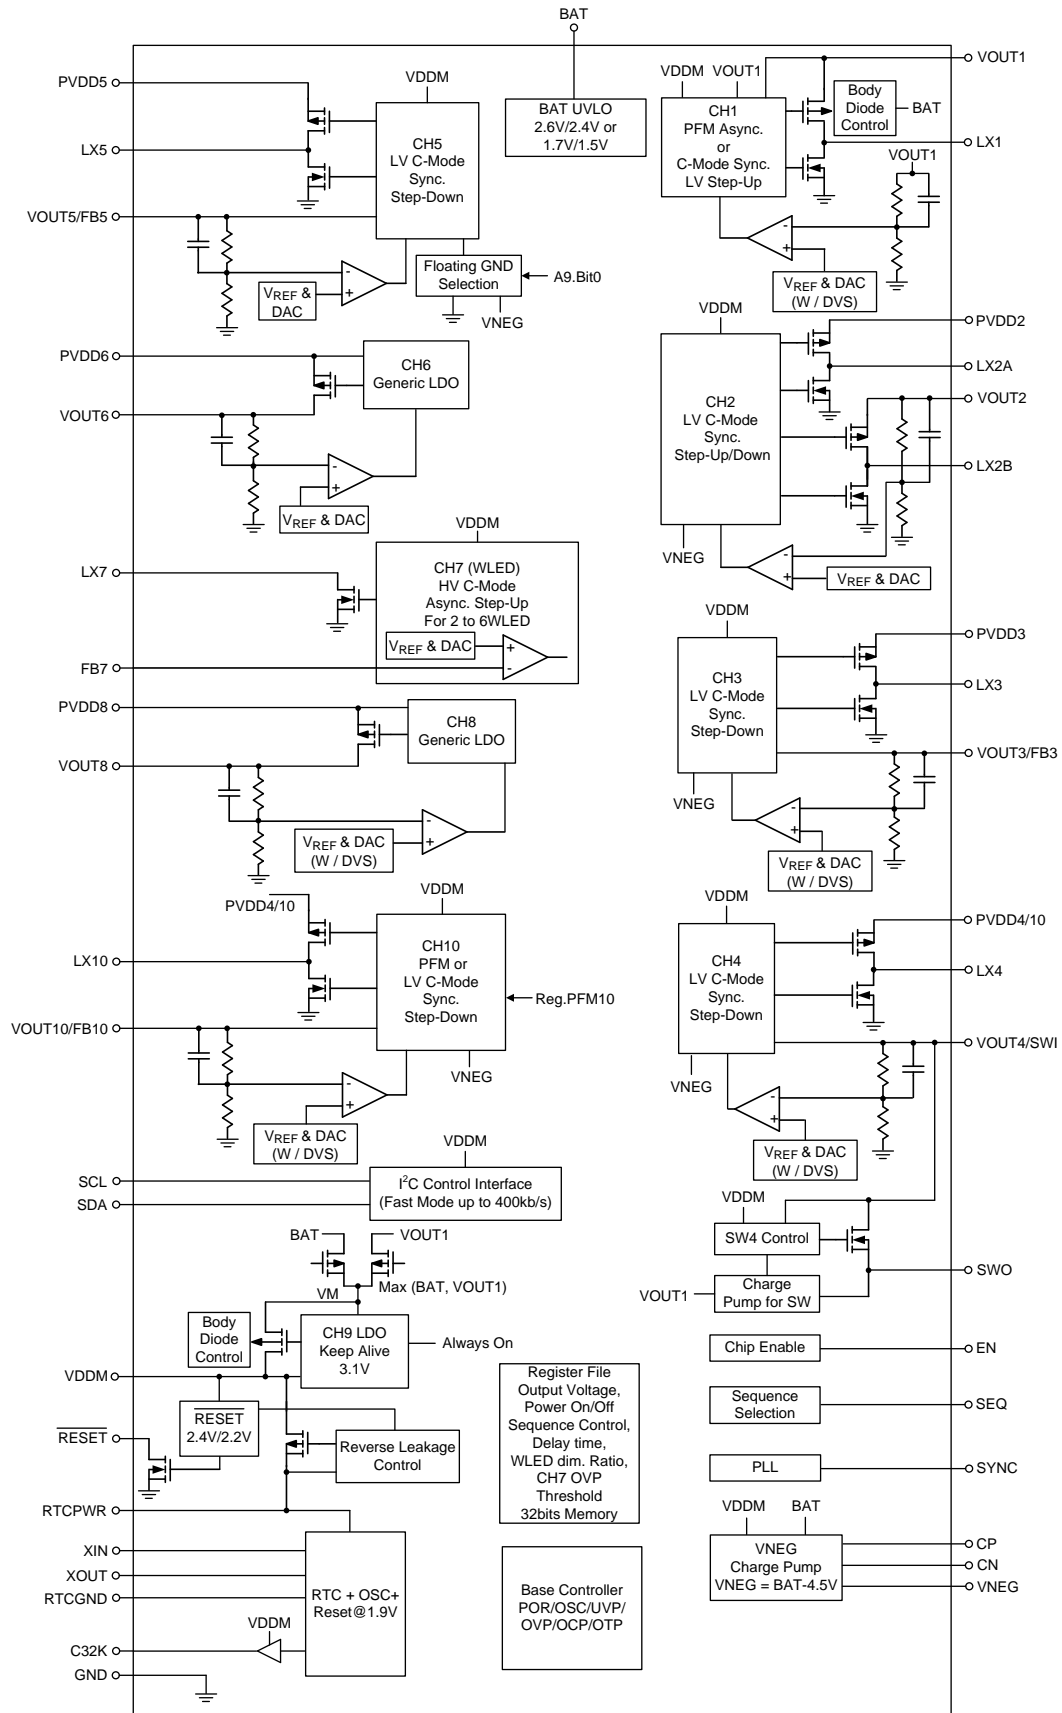 BAT
PVDD5
LX5
VOUT5/FB5
VDDM
CH5
LV C-Mode
Sync.
Step-Down
VREF &
DAC
-
+
Floating GND
Selection
A9.Bit0
VNEG
BAT UVLO
2.6V/2.4V or
1.7V/1.5V
VDDM
VOUT1
CH1
PFM Async.
or
C-Mode Sync.
LV Step-Up
Body
Diode
Control
BAT
VOUT1
LX1
VOUT1
-
+
VREF & DAC
(W / DVS)
PVDD6
VOUT6
CH6
Generic LDO
-
+
VREF & DAC
VDDM
CH2
LV C-Mode
Sync.
Step-Up/Down
VNEG
PVDD2
LX2A
VOUT2
LX2B
-
+
VREF & DAC
LX7
FB7
VDDM
CH7 (WLED)
HV C-Mode
Async. Step-Up
For 2 to 6WLED
VREF & DAC
+
-
VDDM
CH3
LV C-Mode
Sync.
Step-Down
VNEG
PVDD3
LX3
VOUT3/FB3
-
+
VREF & DAC
(W / DVS)
PVDD8
VOUT8
CH8
Generic LDO
-
+
VREF & DAC
(W / DVS)
PVDD4/10
LX10
VOUT10/FB10
VDDM
CH10
PFM or
LV C-Mode
Sync.
Step-Down
Reg.PFM10
VNEG
-
+
VREF & DAC
(W / DVS)
VDDM
CH4
LV C-Mode
Sync.
Step-Down
VNEG
PVDD4/10
LX4
VOUT4/SWI
-
+
VREF & DAC
(W / DVS)
SCL
SDA
VDDM
I2C Control Interface
(Fast Mode up to 400kb/s)
VDDM
SW4 Control
VOUT1
Charge
Pump for SW
SWO
BAT
VOUT1
VM
Max (BAT, VOUT1)
Body
Diode
Control
CH9 LDO
Keep Alive
3.1V
Always On
VDDM
RESET
RESET
2.4V/2.2V
Reverse Leakage
Control
RTCPWR
Register File
Output Voltage,
Power On/Off
Sequence Control,
Delay time,
WLED dim. Ratio,
CH7 OVP
Threshold
32bits Memory
Chip Enable
EN
Sequence
Selection
SEQ
PLL
SYNC
VDDM
BAT
VNEG
Charge Pump
VNEG = BAT-4.5V
CP
CN
VNEG
XIN
XOUT
RTCGND
RTC + OSC+
Reset@1.9V
VDDM
C32K
GND
Base Controller
POR/OSC/UVP/
OVP/OCP/OTP